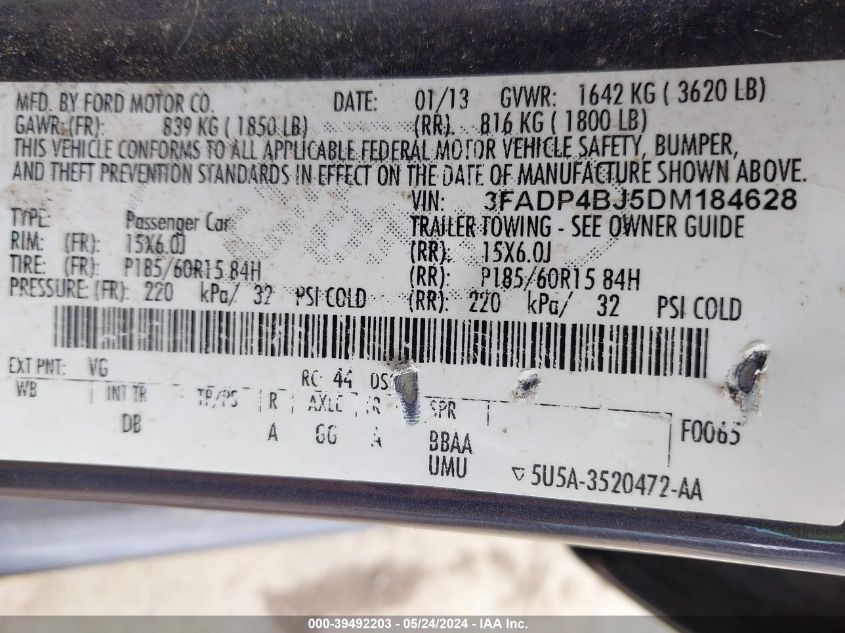 MFD. BY FORD MOTOR CO. DATE: 01/13 GVWR: 1642 KG ( 3620 LB)
GAWR: (FR): 839 KG ( 1850 LB) (RR): 816 KG ( 1800 LB)
THIS VEHICLE CONFORMS TO ALL APPLICABLE FEDERAL MOTOR VEHICLE SAFETY, BUMPER,
AND THEFT PREVENTION STANDARDS IN EFFECT ON THE DATE OF MANUFACTURE SHOWN ABOVE.
VIN: 3FADP4BJ5DM184628
TYPE: Passenger Car TRAILER TOWING - SEE OWNER GUIDE
RIM: (FR): 15X6.0J (RR): 15X6.0J
TIRE: (FR): P185/60R15 84H (RR): P185/60R15 84H
PRESSURE: (FR): 220 kPa/ 32 PSI COLD (RR): 220 kPa/ 32 PSI COLD
EXT PNT: VG RC: 44 DS
WB INT TR TP/PS R AXLE SPR F0065
DB A GG A BBAA
UMU ▽ 5U5A-3520472-AA
000-39492203 - 05/24/2024 - IAA Inc.